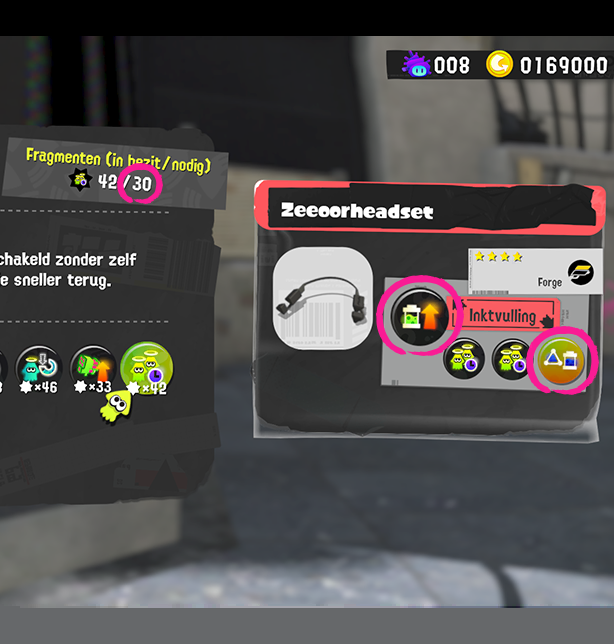 008
0169000
Fragmenten (in bezit/nodig)
42/30
Zeeoorheadset
chakeld zonder zelf
e sneller terug.
Forge
Inktvulling
×46
×33
×42